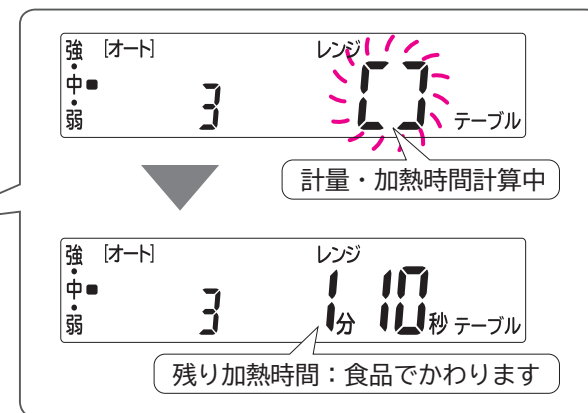 強 [オート] レンジ
・
中■
・
弱 3 テーブル
計量・加熱時間計算中
強 [オート] レンジ
・
中■
・
弱 3 1分 10秒 テーブル
残り加熱時間：食品でかわります